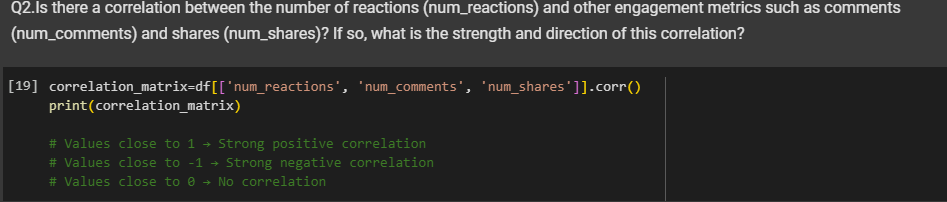 Q2.Is there a correlation between the number of reactions (num_reactions) and other engagement metrics such as comments
(num_comments) and shares (num_shares)? If so, what is the strength and direction of this correlation?
[19] correlation_matrix=df[['num_reactions', 'num_comments', 'num_shares']].corr()
print(correlation_matrix)
# Values close to 1 → Strong positive correlation
# Values close to -1 → Strong negative correlation
# Values close to 0 → No correlation